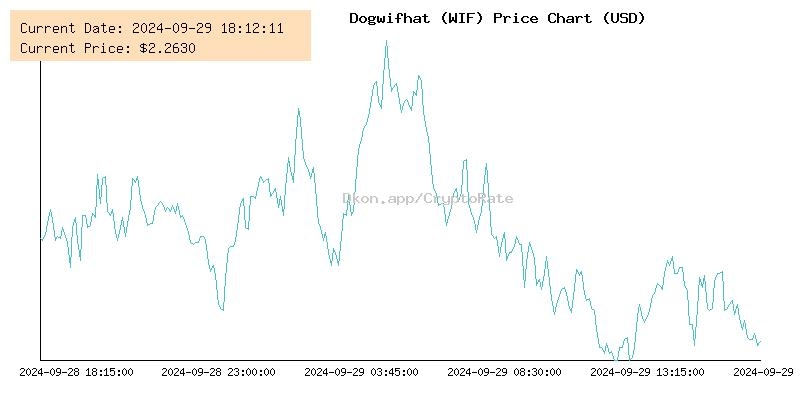 Dogwifhat (WIF) Price Chart (USD)
Current Date: 2024-09-29 18:12:11
Current Price: $2.2630
Dkon.app/CryptoRate
2024-09-28 18:15:00 2024-09-28 23:00:00 2024-09-29 03:45:00 2024-09-29 08:30:00 2024-09-29 13:15:00 2024-09-29